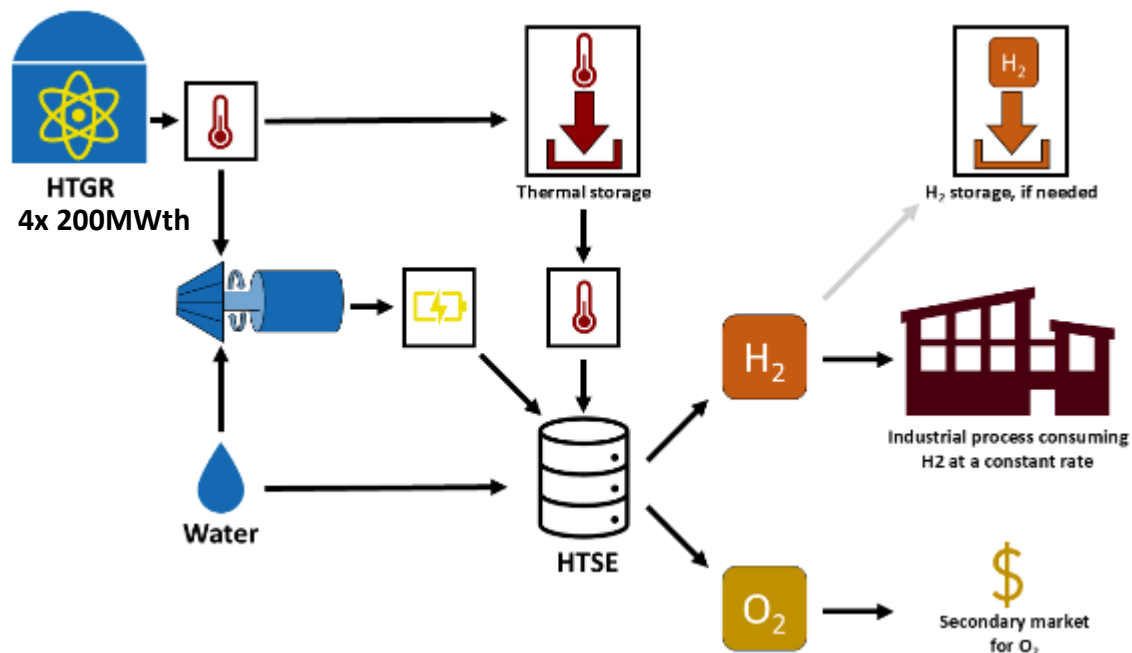 HTGR
4x 200MWth
Thermal storage
H₂
H₂ storage, if needed
H₂
Industrial process consuming
H2 at a constant rate
Water
HTSE
O₂
$
Secondary market
for O₂